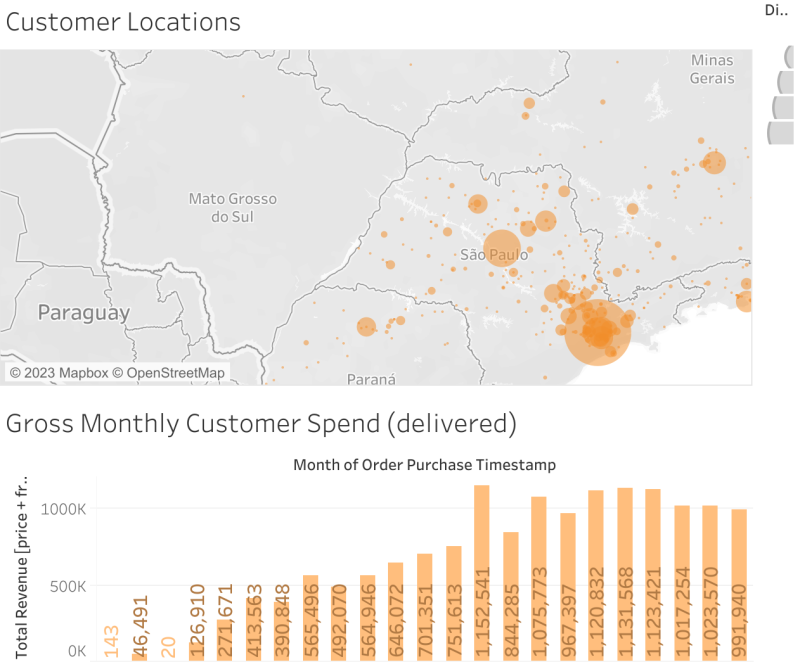 Customer Locations
Di..
Minas
Gerais
Mato Grosso
do Sul
São Paulo
Paraguay
© 2023 Mapbox © OpenStreetMap
Paraná
Gross Monthly Customer Spend (delivered)
Month of Order Purchase Timestamp
Total Revenue [price + fr..
1000K
500K
0K
143
46,491
20
126,910
271,671
413,563
390,848
565,496
492,070
564,946
646,072
701,351
751,613
1,152,541
844,285
1,075,773
967,397
1,120,832
1,131,568
1,123,421
1,017,254
1,023,570
991,940